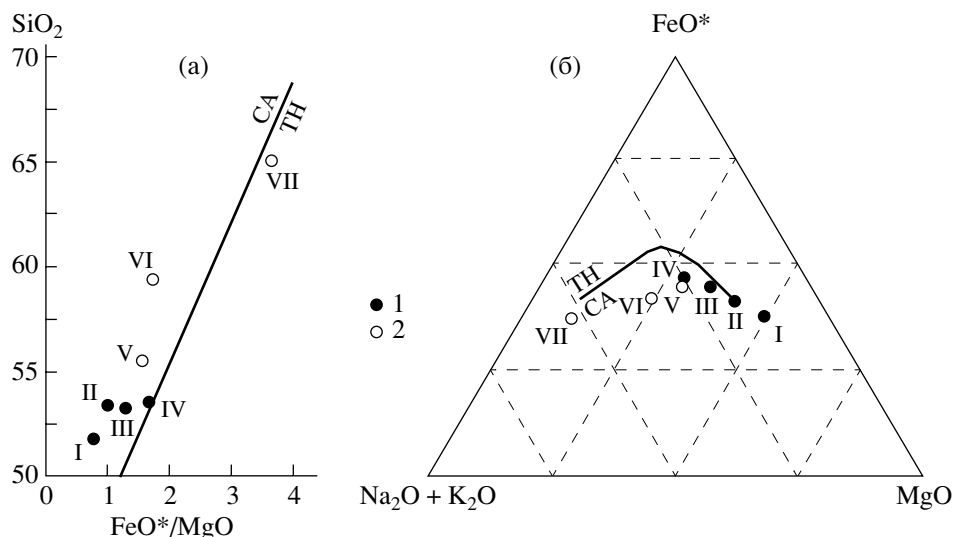 SiO₂
70
65
60
55
50
0
1
2
3
4
FeO*/MgO
(а)
CA
TH
VII
VI
V
II
III
IV
I
1
2
(б)
FeO*
TH
CA
IV
VI
V
III
II
I
VII
Na₂O + K₂O
MgO